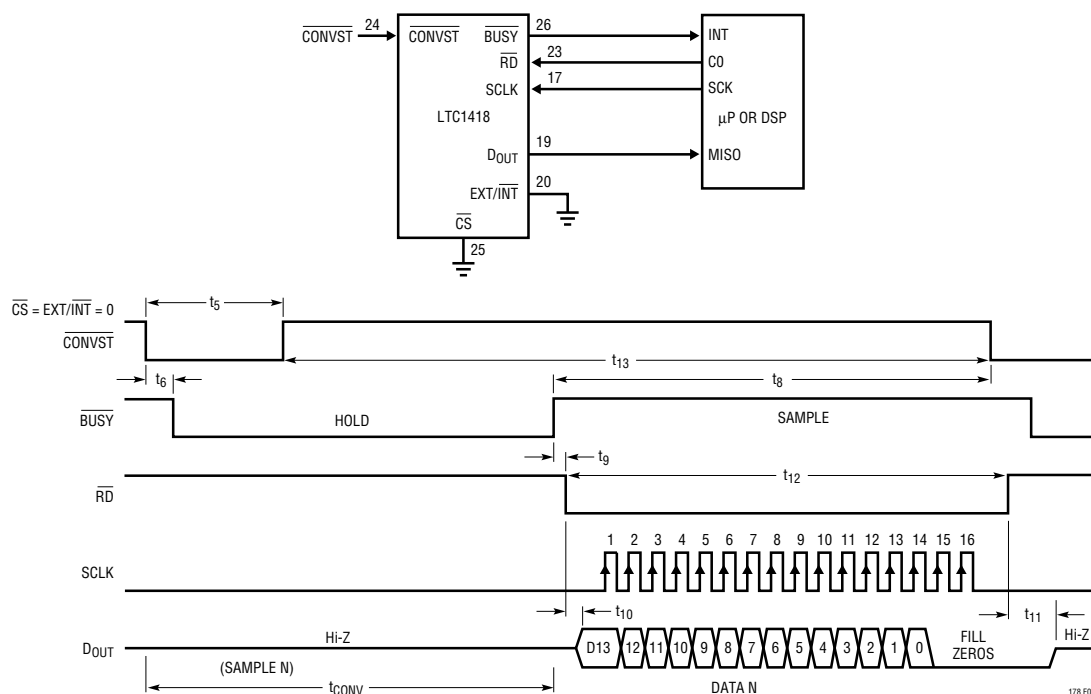 24 CONVST CONVST BUSY 26 INT
RD 23 C0
SCLK 17 SCK
LTC1418 µP OR DSP
DOUT 19 MISO
EXT/INT 20
CS
25
CS = EXT/INT = 0 t5
CONVST
t13
t6 t8
BUSY HOLD SAMPLE
t9
t12
RD
1 2 3 4 5 6 7 8 9 10 11 12 13 14 15 16
SCLK
t10 t11
DOUT Hi-Z D13 12 11 10 9 8 7 6 5 4 3 2 1 0 FILL ZEROS Hi-Z
(SAMPLE N)
tCONV DATA N